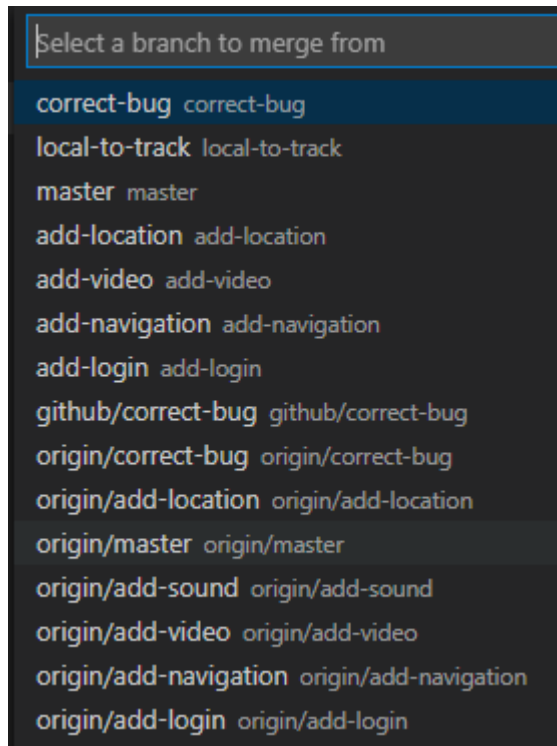 Select a branch to merge from
correct-bug correct-bug
local-to-track local-to-track
master master
add-location add-location
add-video add-video
add-navigation add-navigation
add-login add-login
github/correct-bug github/correct-bug
origin/correct-bug origin/correct-bug
origin/add-location origin/add-location
origin/master origin/master
origin/add-sound origin/add-sound
origin/add-video origin/add-video
origin/add-navigation origin/add-navigation
origin/add-login origin/add-login